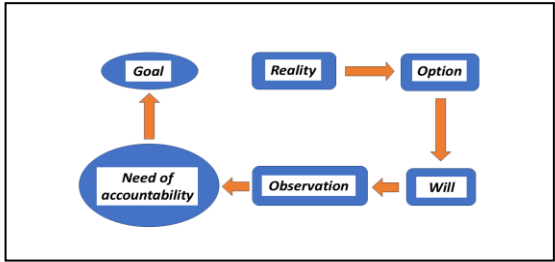 Goal
Reality
Option
Need of
accountability
Observation
Will